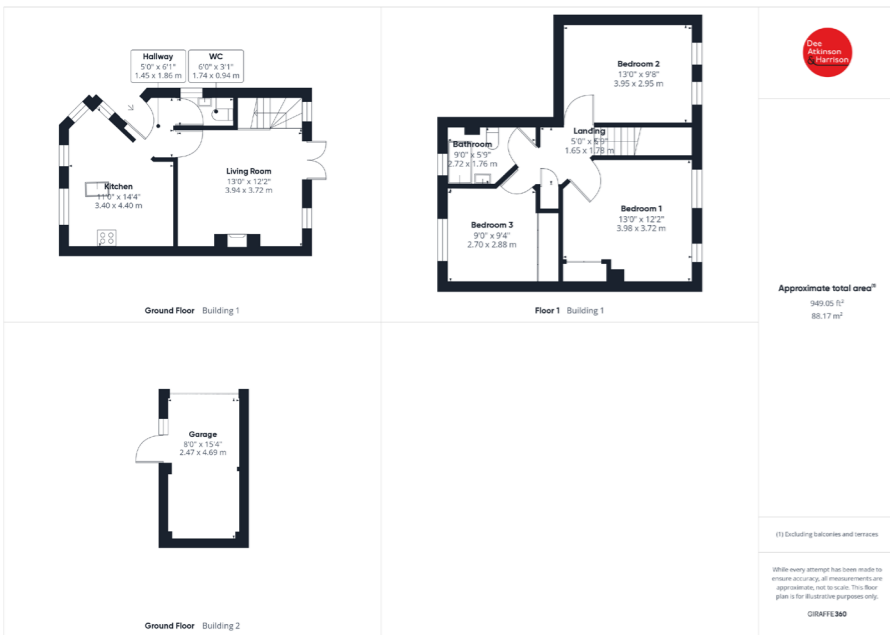 Hallway
5'0" x 6'1"
1.45 x 1.86 m
WC
6'0" x 3'1"
1.74 x 0.94 m
Living Room
13'0" x 12'2"
3.94 x 3.72 m
Kitchen
11'0" x 14'4"
3.40 x 4.40 m
Ground Floor Building 1
Bedroom 2
13'0" x 9'8"
3.95 x 2.95 m
Landing
5'0" x 5'9"
1.65 x 1.78 m
Bathroom
9'0" x 5'9"
2.72 x 1.76 m
Bedroom 1
13'0" x 12'2"
3.98 x 3.72 m
Bedroom 3
9'0" x 9'4"
2.70 x 2.88 m
Floor 1 Building 1
Garage
8'0" x 15'4"
2.47 x 4.69 m
Ground Floor Building 2
Dee
Atkinson
& Harrison
Approximate total area(1)
949.05 ft²
88.17 m²
(1) Excluding balconies and terraces
While every attempt has been made to
ensure accuracy, all measurements are
approximate, not to scale. This floor
plan is for illustrative purposes only.
GIRAFFE360